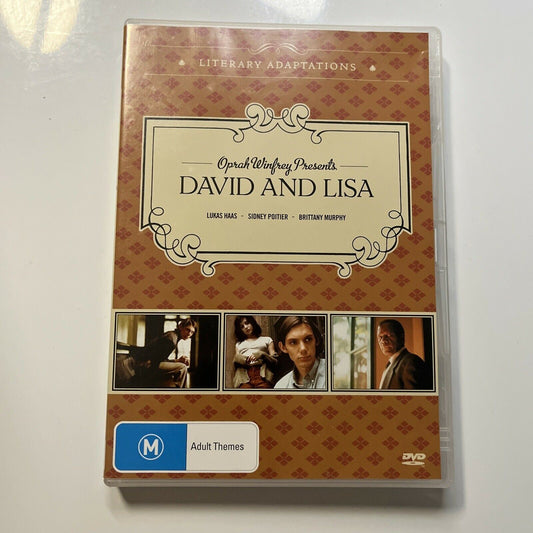 LITERARY ADAPTATIONS
Oprah Winfrey Presents
DAVID AND LISA
LUKAS HAAS - SIDNEY POITIER - BRITTANY MURPHY
M
Adult Themes
DVD